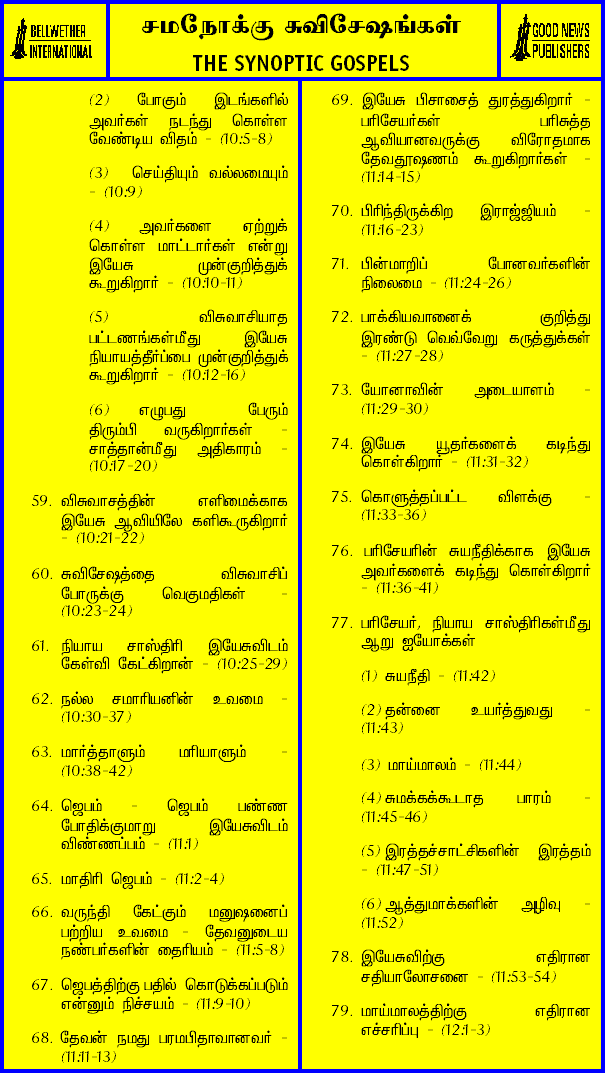 BELLWETHER
INTERNATIONAL
சமநோக்கு சுவிசேஷங்கள்
THE SYNOPTIC GOSPELS
GOOD NEWS
PUBLISHERS
(2) போகும் இடங்களில்
அவர்கள் நடந்து கொள்ள
வேண்டிய விதம் - (10:5-8)
(3) செய்தியும் வல்லமையும்
- (10:9)
(4) அவர்களை ஏற்றுக்
கொள்ள மாட்டார்கள் என்று
இயேசு முன்குறித்துக்
கூறுகிறார் - (10:10-11)
(5) விசுவாசியாத
பட்டணங்கள்மீது இயேசு
நியாயத்தீர்ப்பை முன்குறித்துக்
கூறுகிறார் - (10:12-16)
(6) எழுபது பேரும்
திரும்பி வருகிறார்கள் -
சாத்தான்மீது அதிகாரம் -
(10:17-20)
59. விசுவாசத்தின் எளிமைக்காக
இயேசு ஆவியிலே களிகூருகிறார்
- (10:21-22)
60. சுவிசேஷத்தை விசுவாசிப்
போருக்கு வெகுமதிகள் -
(10:23-24)
61. நியாய சாஸ்திரி இயேசுவிடம்
கேள்வி கேட்கிறான் - (10:25-29)
62. நல்ல சமாரியனின் உவமை -
(10:30-37)
63. மார்த்தாளும் மரியாளும் -
(10:38-42)
64. ஜெபம் - ஜெபம் பண்ண
போதிக்குமாறு இயேசுவிடம்
விண்ணப்பம் - (11:1)
65. மாதிரி ஜெபம் - (11:2-4)
66. வருந்தி கேட்கும் மனுஷனைப்
பற்றிய உவமை - தேவனுடைய
நண்பர்களின் தைரியம் - (11:5-8)
67. ஜெபத்திற்கு பதில் கொடுக்கப்படும்
என்னும் நிச்சயம் - (11:9-10)
68. தேவன் நமது பரமபிதாவானவர் -
(11:11-13)
69. இயேசு பிசாசைத் துரத்துகிறார் -
பரிசேயர்கள் பரிசுத்த
ஆவியானவருக்கு விரோதமாக
தேவதூஷணம் கூறுகிறார்கள் -
(11:14-15)
70. பிரிந்திருக்கிற இராஜ்ஜியம் -
(11:16-23)
71. பின்மாறிப் போனவர்களின்
நிலைமை - (11:24-26)
72. பாக்கியவானைக் குறித்து
இரண்டு வெவ்வேறு கருத்துக்கள்
- (11:27-28)
73. யோனாவின் அடையாளம் -
(11:29-30)
74. இயேசு யூதர்களைக் கடிந்து
கொள்கிறார் - (11:31-32)
75. கொளுத்தப்பட்ட விளக்கு -
(11:33-36)
76. பரிசேயரின் சுயநீதிக்காக இயேசு
அவர்களைக் கடிந்து கொள்கிறார்
- (11:36-41)
77. பரிசேயர், நியாய சாஸ்திரிகள்மீது
ஆறு ஐயோக்கள்
(1) சுயநீதி - (11:42)
(2) தன்னை உயர்த்துவது -
(11:43)
(3) மாய்மாலம் - (11:44)
(4) சுமக்கக்கூடாத பாரம் -
(11:45-46)
(5) இரத்தச்சாட்சிகளின் இரத்தம்
- (11:47-51)
(6) ஆத்துமாக்களின் அழிவு -
(11:52)
78. இயேசுவிற்கு எதிரான
சதியாலோசனை - (11:53-54)
79. மாய்மாலத்திற்கு எதிரான
எச்சரிப்பு - (12:1-3)